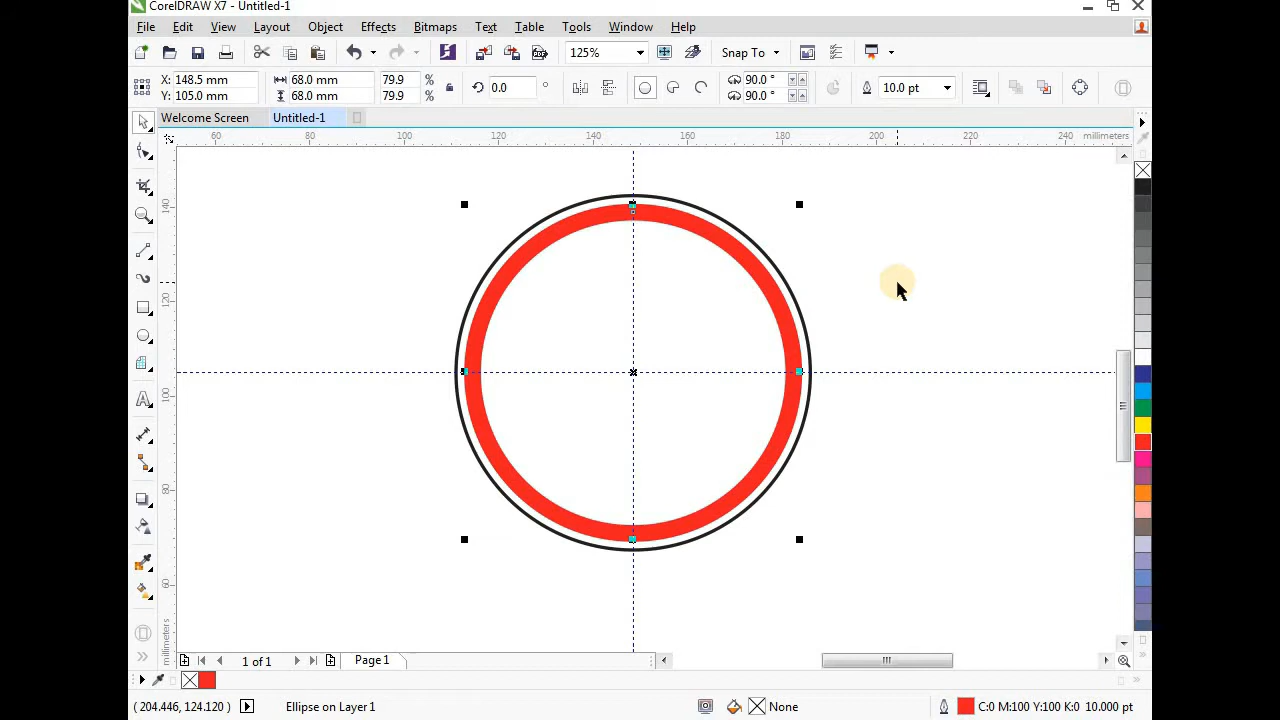 CorelDRAW X7 - Untitled-1
File Edit View Layout Object Effects Bitmaps Text Table Tools Window Help
125% Snap To
X: 148.5 mm 68.0 mm 79.9 % 0.0 ° 90.0 ° 10.0 pt
Y: 105.0 mm 68.0 mm 79.9 % 90.0 °
Welcome Screen Untitled-1
60 80 100 120 140 160 180 200 220 240 millimeters
140
120
100
80
60
millimeters
1 of 1 Page 1
( 204.446, 124.120 ) Ellipse on Layer 1 None C:0 M:100 Y:100 K:0 10.000 pt